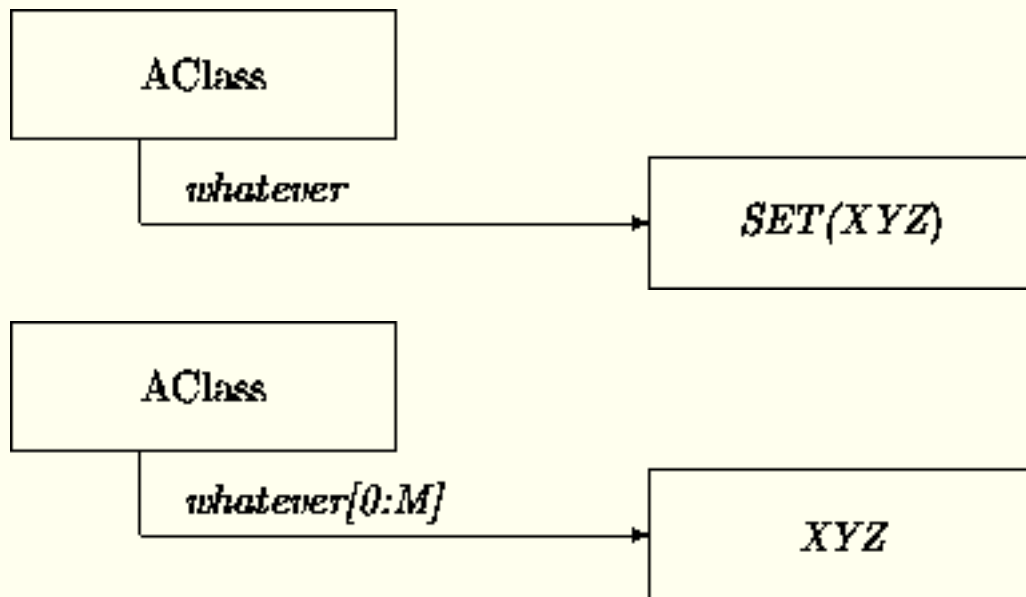 AClass
whatever
SET(XYZ)
AClass
whatever[0:M]
XYZ